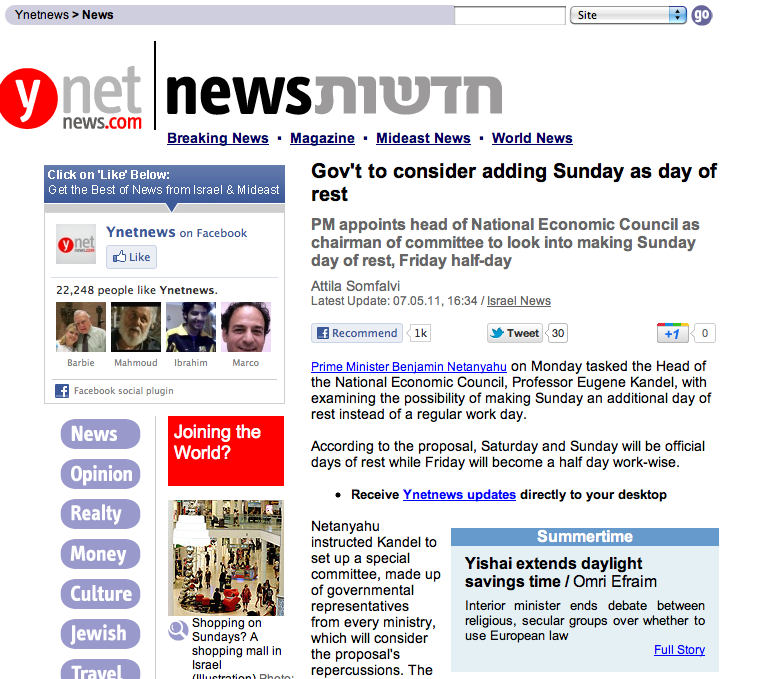 Ynetnews > News
Site
go
y net
news.com
news חדשות
Breaking News ▪ Magazine ▪ Mideast News ▪ World News
Click on 'Like' Below:
Get the Best of News from Israel & Mideast
Ynetnews on Facebook
Like
22,248 people like Ynetnews.
Barbie Mahmoud Ibrahim Marco
Facebook social plugin
News
Opinion
Realty
Money
Culture
Jewish
Travel
Joining the
World?
Shopping on
Sundays? A
shopping mall in
Israel
(Illustration) Photo:
Gov't to consider adding Sunday as day of
rest
PM appoints head of National Economic Council as
chairman of committee to look into making Sunday
day of rest, Friday half-day
Attila Somfalvi
Latest Update: 07.05.11, 16:34 / Israel News
Recommend 1k Tweet 30 +1 0
Prime Minister Benjamin Netanyahu on Monday tasked the Head of
the National Economic Council, Professor Eugene Kandel, with
examining the possibility of making Sunday an additional day of
rest instead of a regular work day.
According to the proposal, Saturday and Sunday will be official
days of rest while Friday will become a half day work-wise.
• Receive Ynetnews updates directly to your desktop
Netanyahu
instructed Kandel to
set up a special
committee, made up
of governmental
representatives
from every ministry,
which will consider
the proposal's
repercussions. The
Summertime
Yishai extends daylight
savings time / Omri Efraim
Interior minister ends debate between
religious, secular groups over whether to
use European law
Full Story